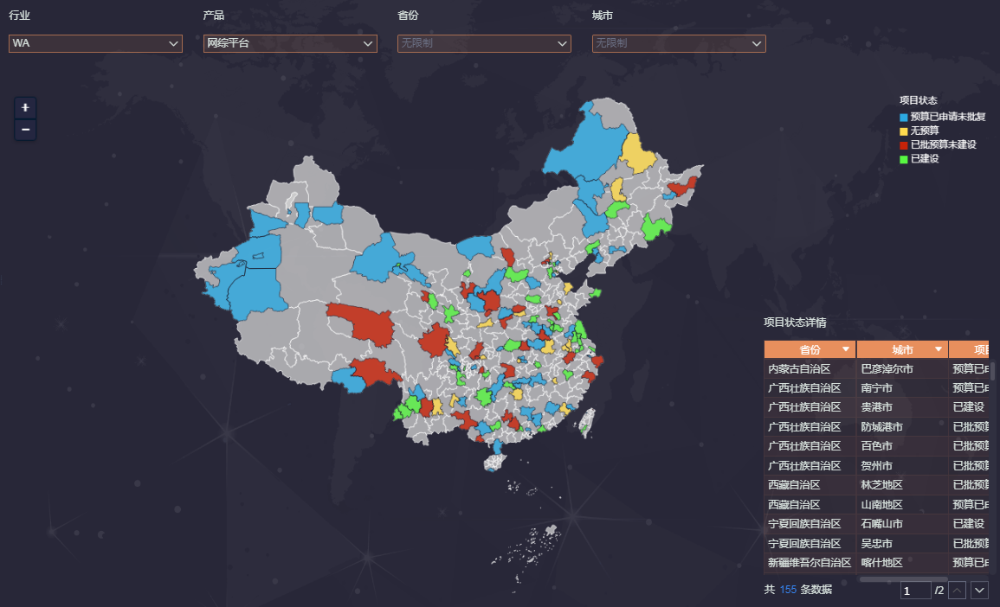 行业 产品 省份 城市
WA 网综平台 无限制 无限制
+
−
项目状态
预算已申请未批复
无预算
已批预算未建设
已建设
项目状态详情
省份 城市 项
内蒙古自治区 巴彦淖尔市 预算已
广西壮族自治区 南宁市 预算已
广西壮族自治区 贵港市 已建设
广西壮族自治区 防城港市 已批预
广西壮族自治区 百色市 已批预
广西壮族自治区 贺州市 已批预
西藏自治区 林芝地区 已批预
西藏自治区 山南地区 预算已
宁夏回族自治区 石嘴山市 已建设
宁夏回族自治区 吴忠市 已批预
新疆维吾尔自治区 喀什地区 预算已
共 155 条数据 1 /2